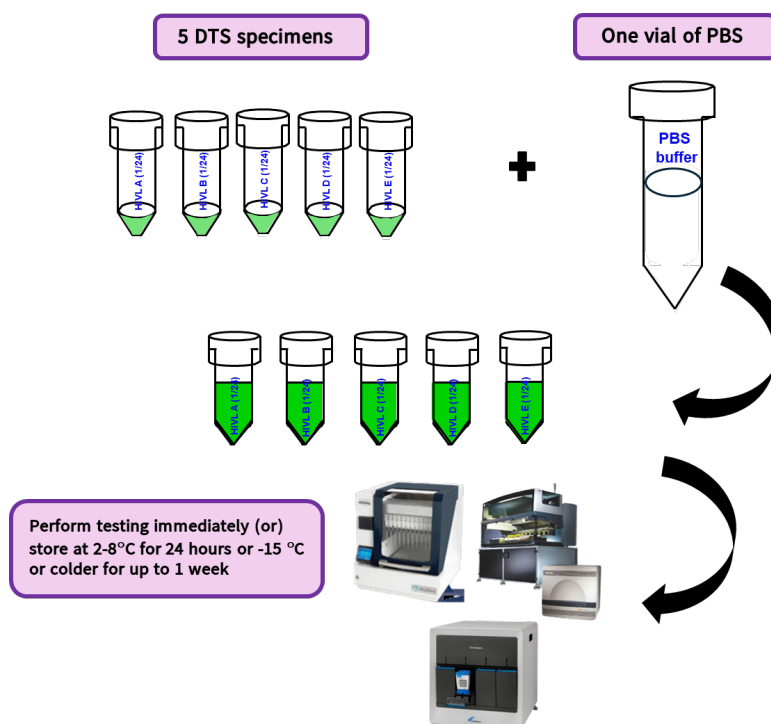 5 DTS specimens
One vial of PBS
HIVL A (1/24)
HIVL B (1/24)
HIVL C (1/24)
HIVL D (1/24)
HIVL E (1/24)
PBS
buffer
HIVL A (1/24)
HIVL B (1/24)
HIVL C (1/24)
HIVL D (1/24)
HIVL E (1/24)
Perform testing immediately (or)
store at 2-8°C for 24 hours or -15 °C
or colder for up to 1 week